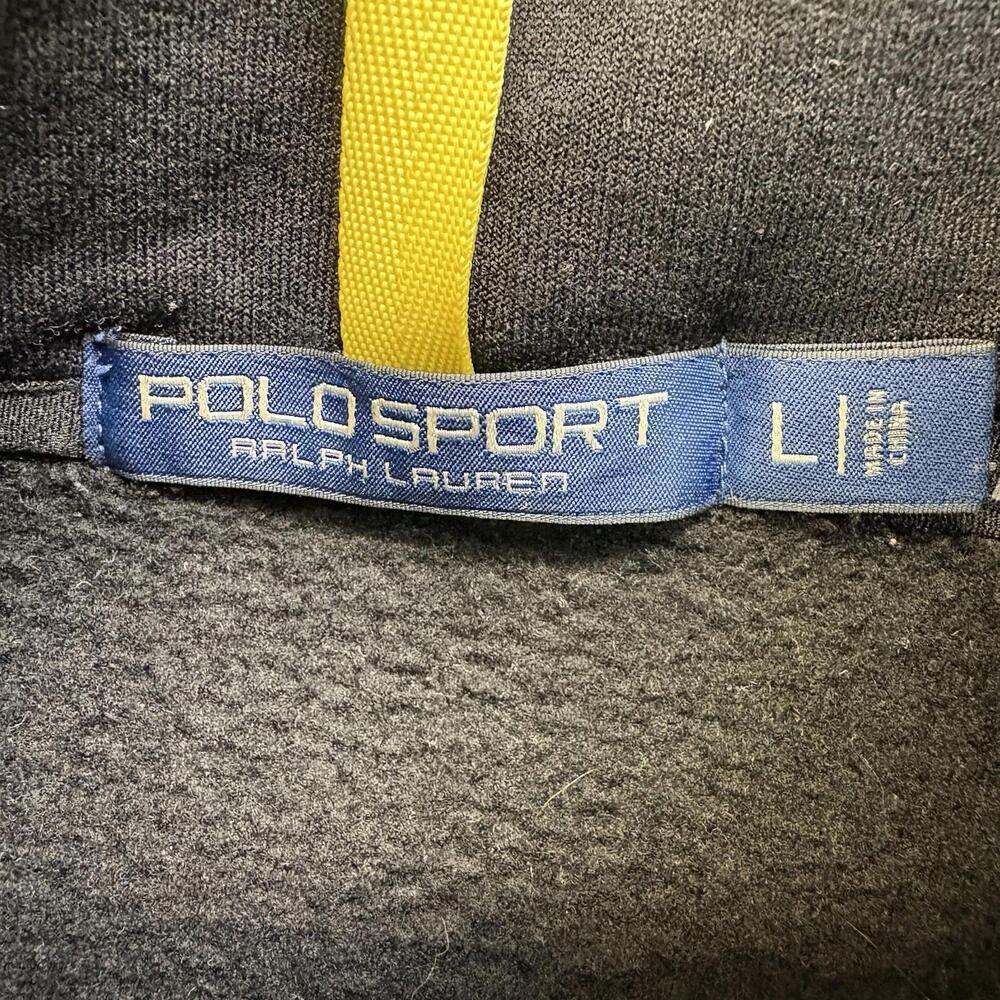 POLO SPORT
RALPH LAUREN
L
MADE IN
CHINA